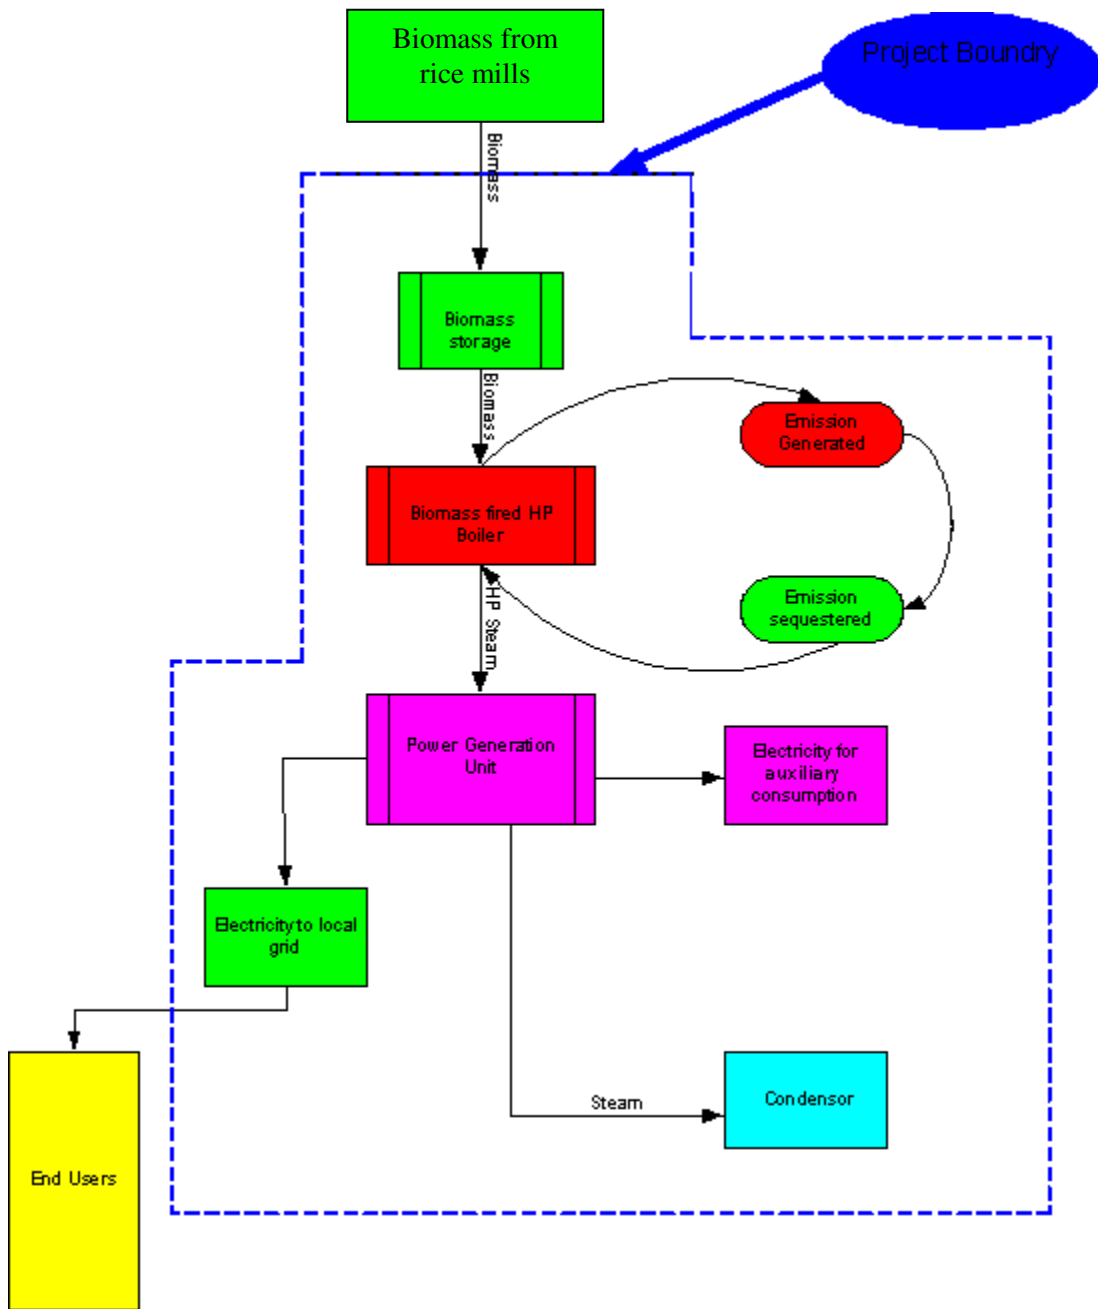 Biomass from
rice mills
Project Boundry
Biomass
Biomass
storage
Biomass
Emission
Generated
Biomass fired HP
Boiler
Emission
sequestered
HP Steam
Power Generation
Unit
Electricity for
auxiliary
consumption
Electricity to local
grid
Steam
Condensor
End Users